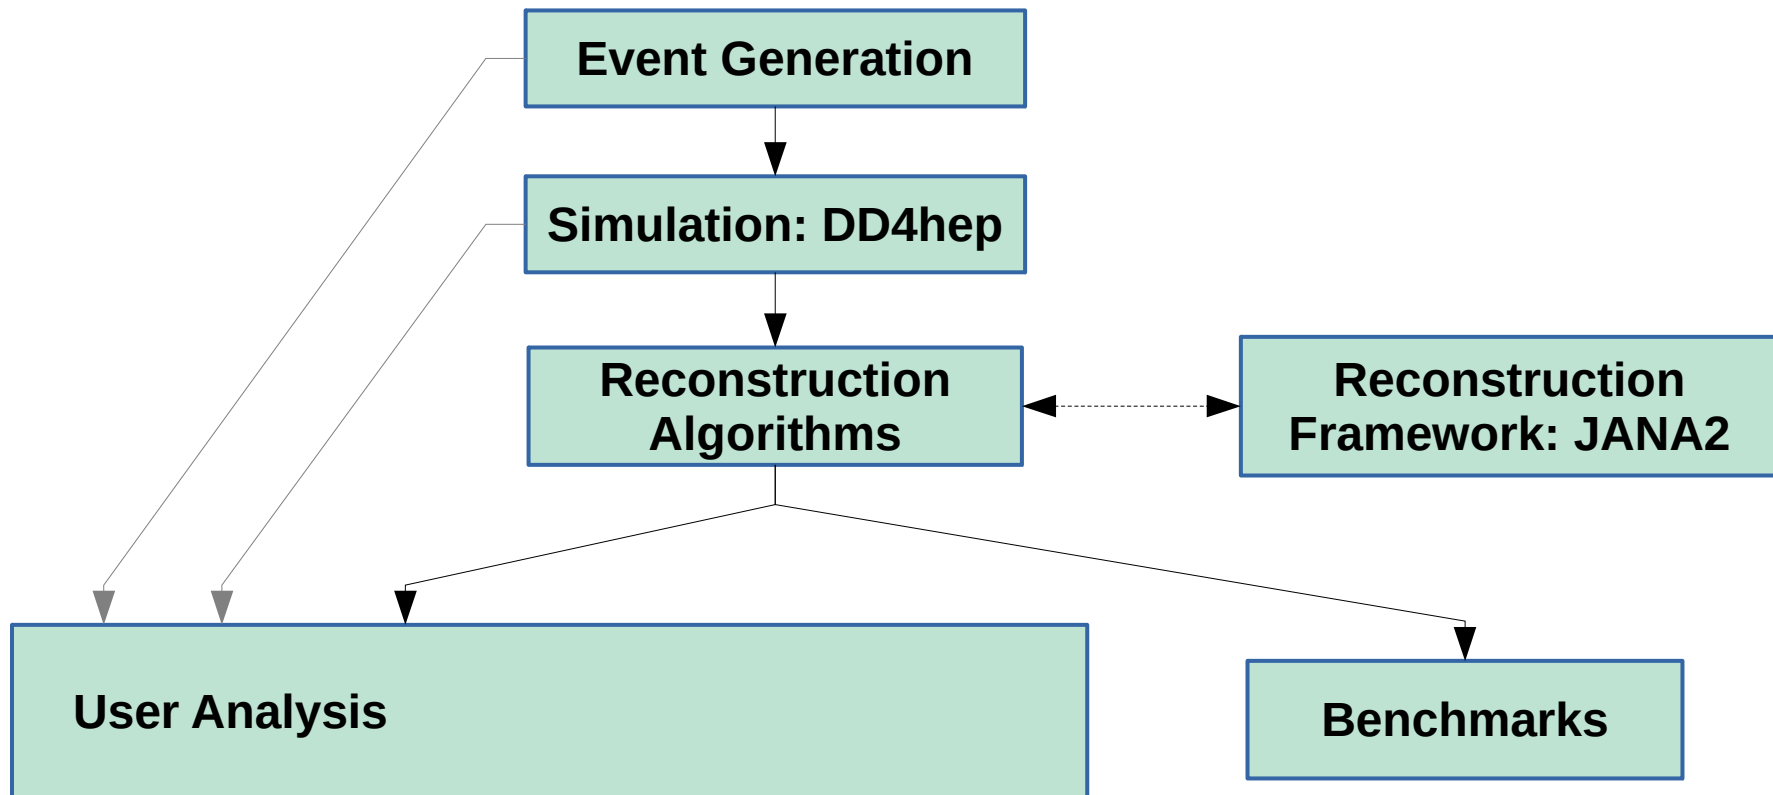 Event Generation
Simulation: DD4hep
Reconstruction
Algorithms
Reconstruction
Framework: JANA2
User Analysis
Benchmarks